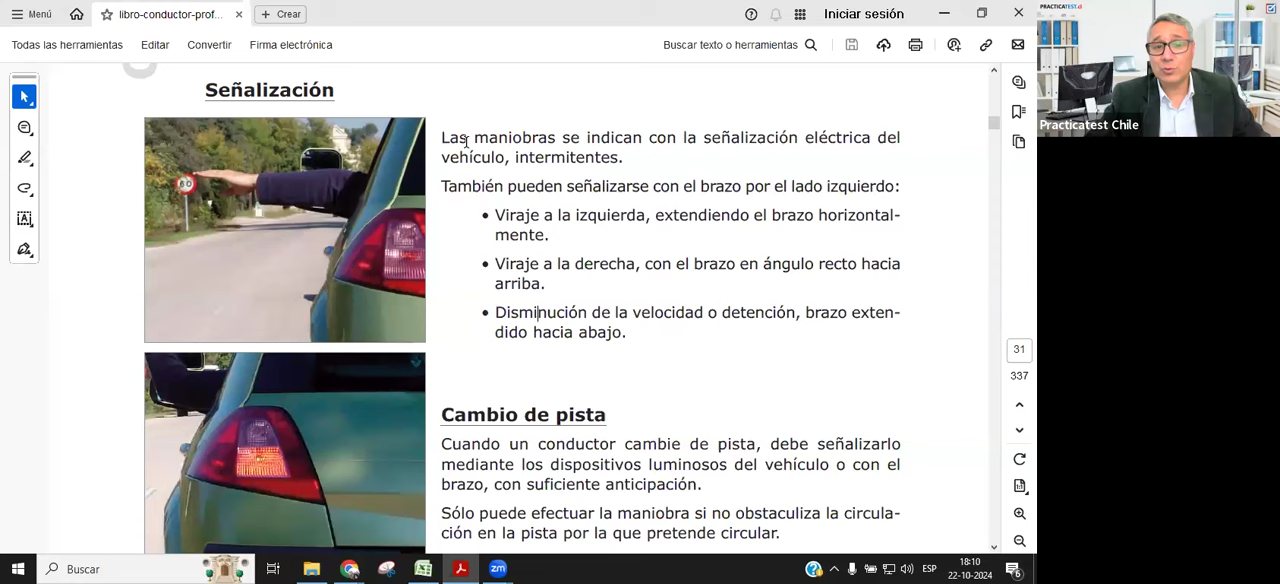 Menú
libro-conductor-prof...
Crear
Iniciar sesión
PRACTICATEST.cl
Todas las herramientas
Editar
Convertir
Firma electrónica
Buscar texto o herramientas
Señalización
60
Las maniobras se indican con la señalización eléctrica del
vehículo, intermitentes.
También pueden señalizarse con el brazo por el lado izquierdo:
• Viraje a la izquierda, extendiendo el brazo horizontal-
mente.
• Viraje a la derecha, con el brazo en ángulo recto hacia
arriba.
• Disminución de la velocidad o detención, brazo exten-
dido hacia abajo.
Cambio de pista
Cuando un conductor cambie de pista, debe señalizarlo
mediante los dispositivos luminosos del vehículo o con el
brazo, con suficiente anticipación.
Sólo puede efectuar la maniobra si no obstaculiza la circula-
ción en la pista por la que pretende circular.
31
337
Practicatest Chile
Buscar
zm
ESP
18:10
22-10-2024
6